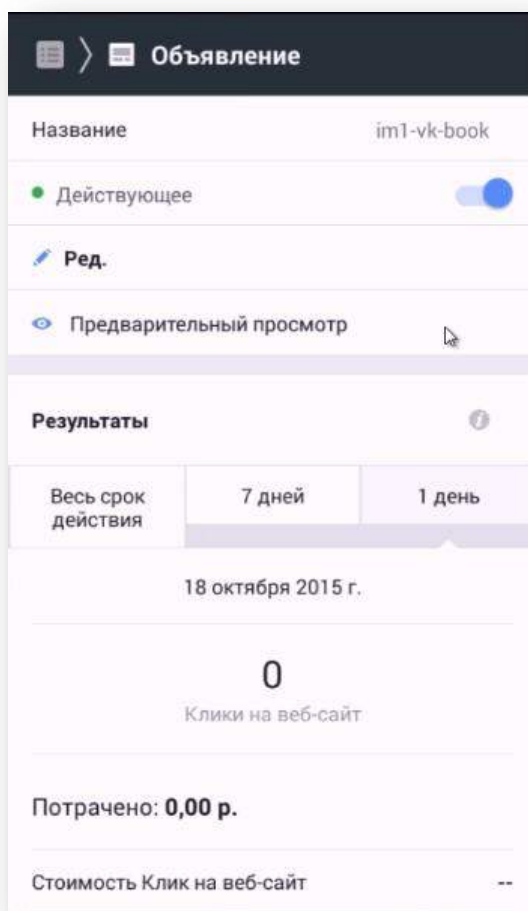 Объявление
Название im1-vk-book
Действующее
Ред.
Предварительный просмотр
Результаты
Весь срок действия 7 дней 1 день
18 октября 2015 г.
0
Клики на веб-сайт
Потрачено: 0,00 р.
Стоимость Клик на веб-сайт --